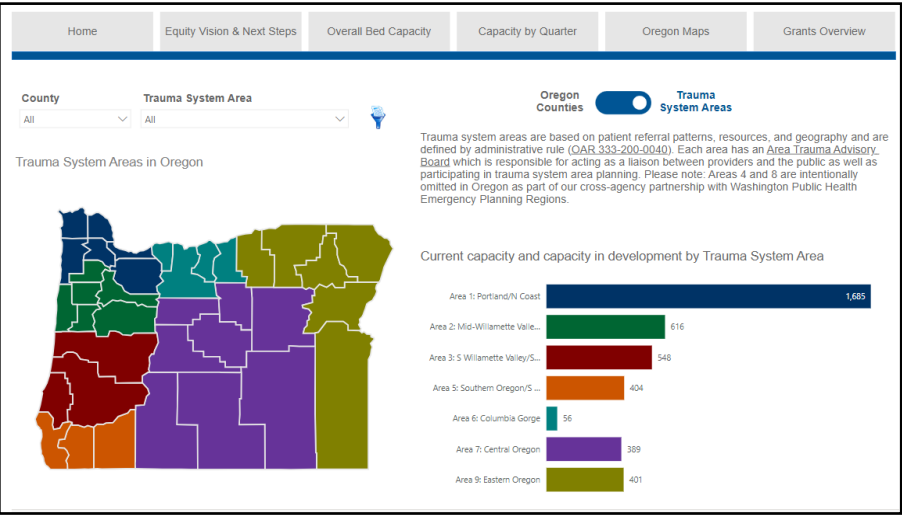 Home
Equity Vision & Next Steps
Overall Bed Capacity
Capacity by Quarter
Oregon Maps
Grants Overview
County
Trauma System Area
All
All
Oregon
Counties
Trauma
System Areas
Trauma system areas are based on patient referral patterns, resources, and geography and are
defined by administrative rule (OAR 333-200-0040). Each area has an Area Trauma Advisory
Board which is responsible for acting as a liaison between providers and the public as well as
participating in trauma system area planning. Please note: Areas 4 and 8 are intentionally
omitted in Oregon as part of our cross-agency partnership with Washington Public Health
Emergency Planning Regions.
Trauma System Areas in Oregon
Current capacity and capacity in development by Trauma System Area
Area 1: Portland/N Coast 1,685
Area 2: Mid-Willamette Valle... 616
Area 3: S Willamette Valley/S... 548
Area 5: Southern Oregon/S ... 404
Area 6: Columbia Gorge 56
Area 7: Central Oregon 389
Area 9: Eastern Oregon 401